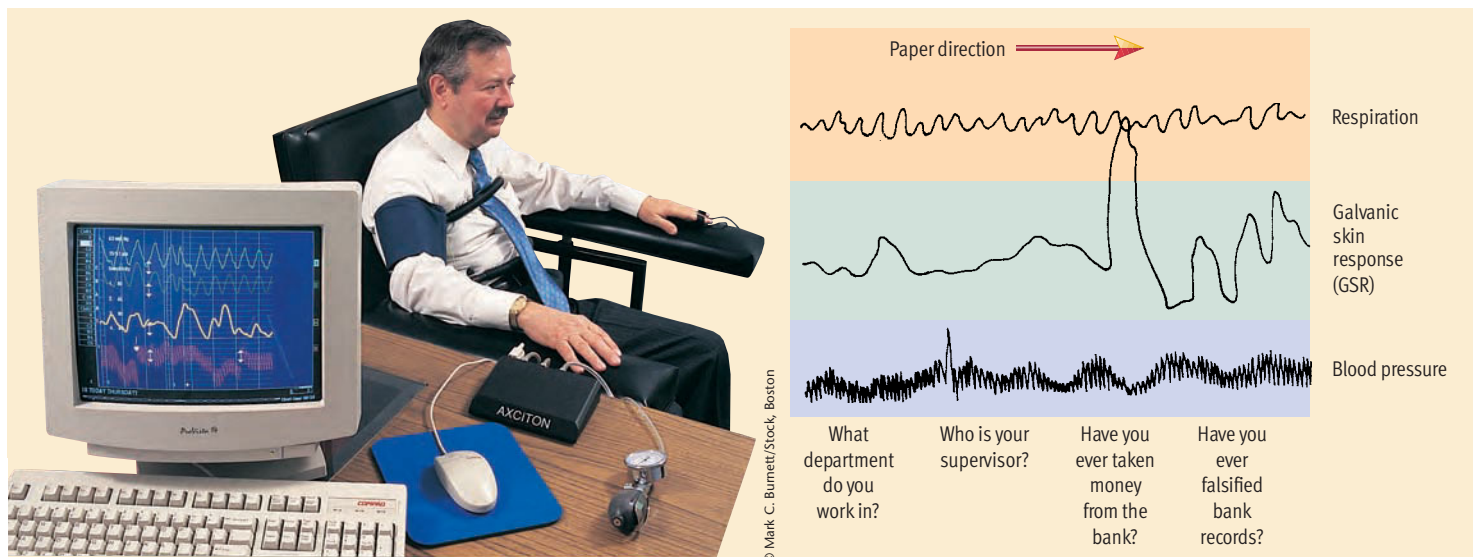 Paper direction
Respiration
Galvanic
skin
response
(GSR)
Blood pressure
What
department
do you
work in?
Who is your
supervisor?
Have you
ever taken
money
from the
bank?
Have you
ever
falsified
bank
records?
© Mark C. Burnett/Stock, Boston
AXCITON
COMPAQ